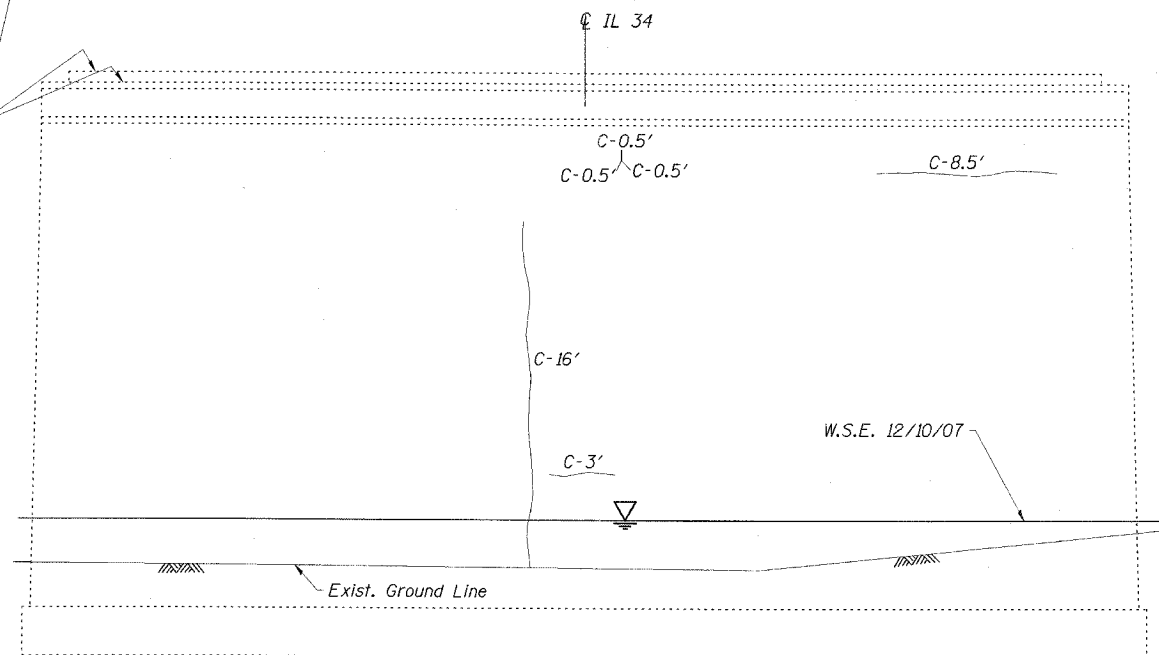 ℄ IL 34
C-0.5'
C-0.5' C-0.5'
C-8.5'
C-16'
W.S.E. 12/10/07
C-3'
Exist. Ground Line